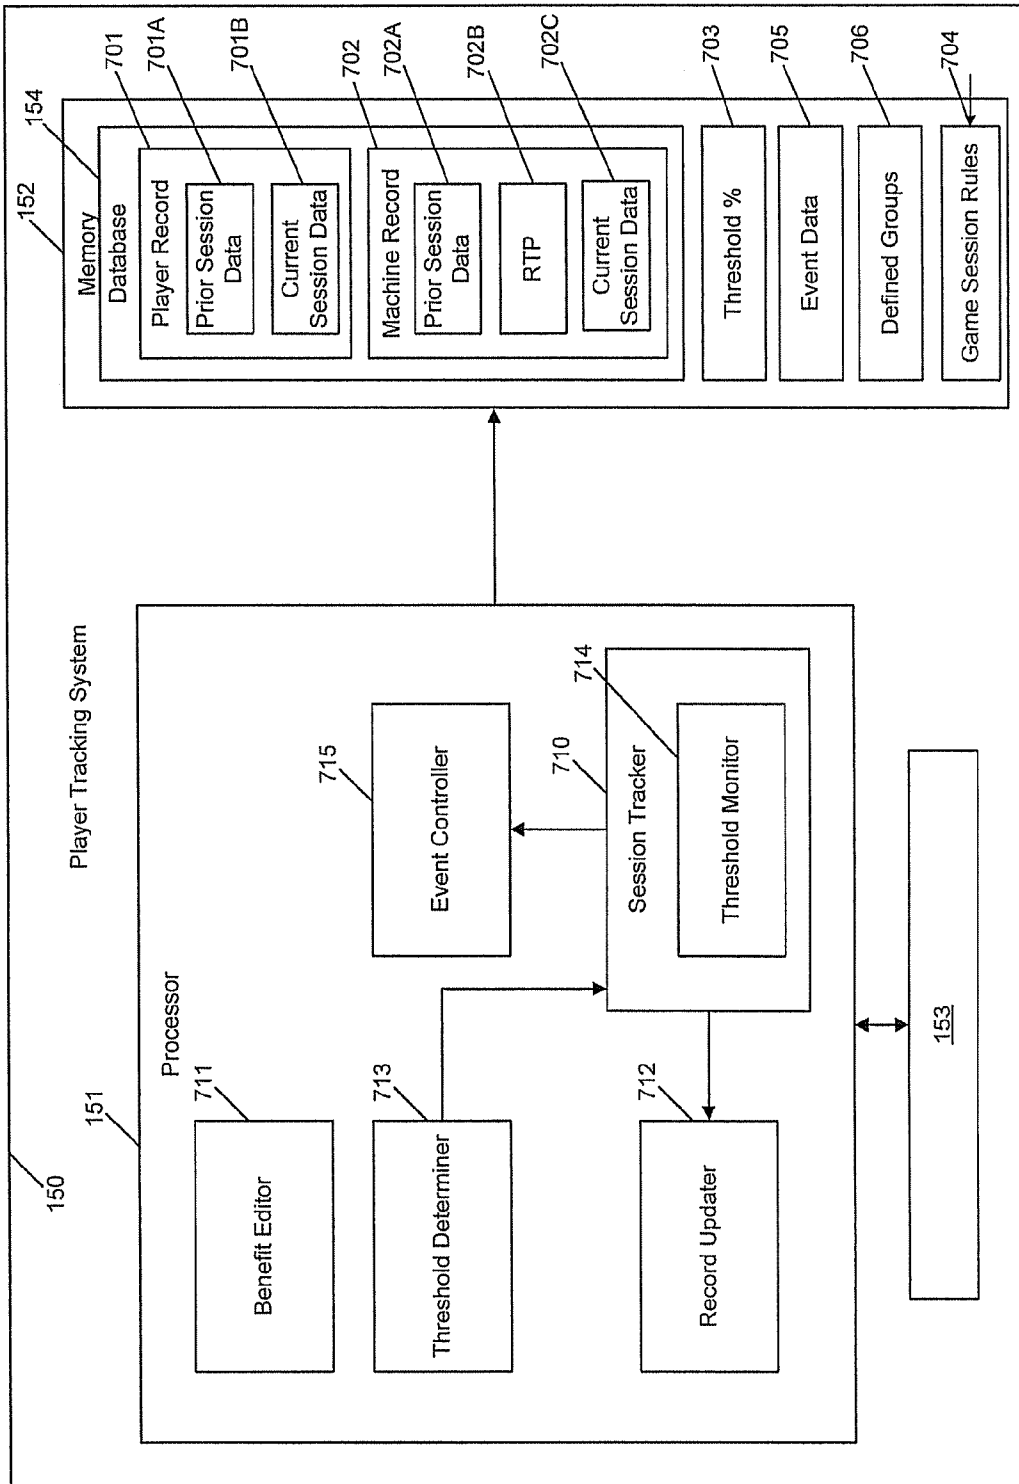 150
Player Tracking System
151
Processor
711
Benefit Editor
713
Threshold Determiner
712
Record Updater
715
Event Controller
710
Session Tracker
714
Threshold Monitor
153
152
154
Memory
Database
701
Player Record
701A
Prior Session
Data
701B
Current
Session Data
702
Machine Record
702A
Prior Session
Data
702B
RTP
702C
Current
Session Data
703
Threshold %
705
Event Data
706
Defined Groups
704
Game Session Rules